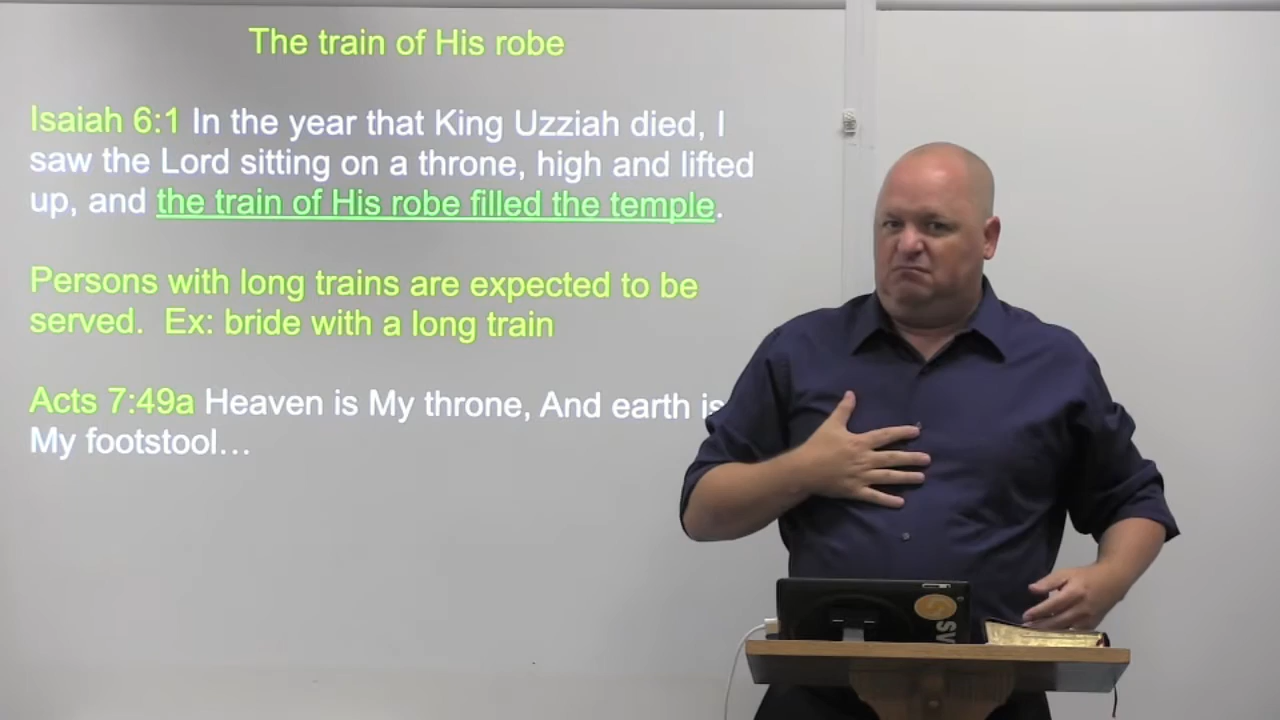 The train of His robe
Isaiah 6:1 In the year that King Uzziah died, I
saw the Lord sitting on a throne, high and lifted
up, and the train of His robe filled the temple.
Persons with long trains are expected to be
served. Ex: bride with a long train
Acts 7:49a Heaven is My throne, And earth is
My footstool…
SV